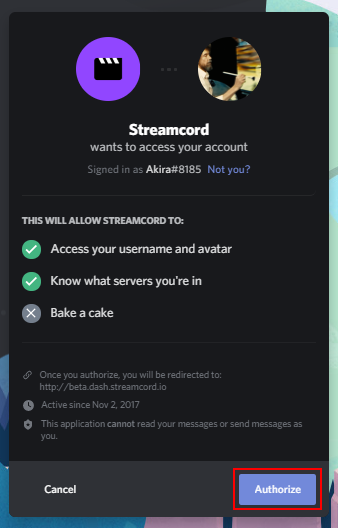 Streamcord
wants to access your account
Signed in as Akira#8185 Not you?
THIS WILL ALLOW STREAMCORD TO:
Access your username and avatar
Know what servers you're in
Bake a cake
Once you authorize, you will be redirected to:
http://beta.dash.streamcord.io
Active since Nov 2, 2017
This application cannot read your messages or send messages as
you.
Cancel Authorize